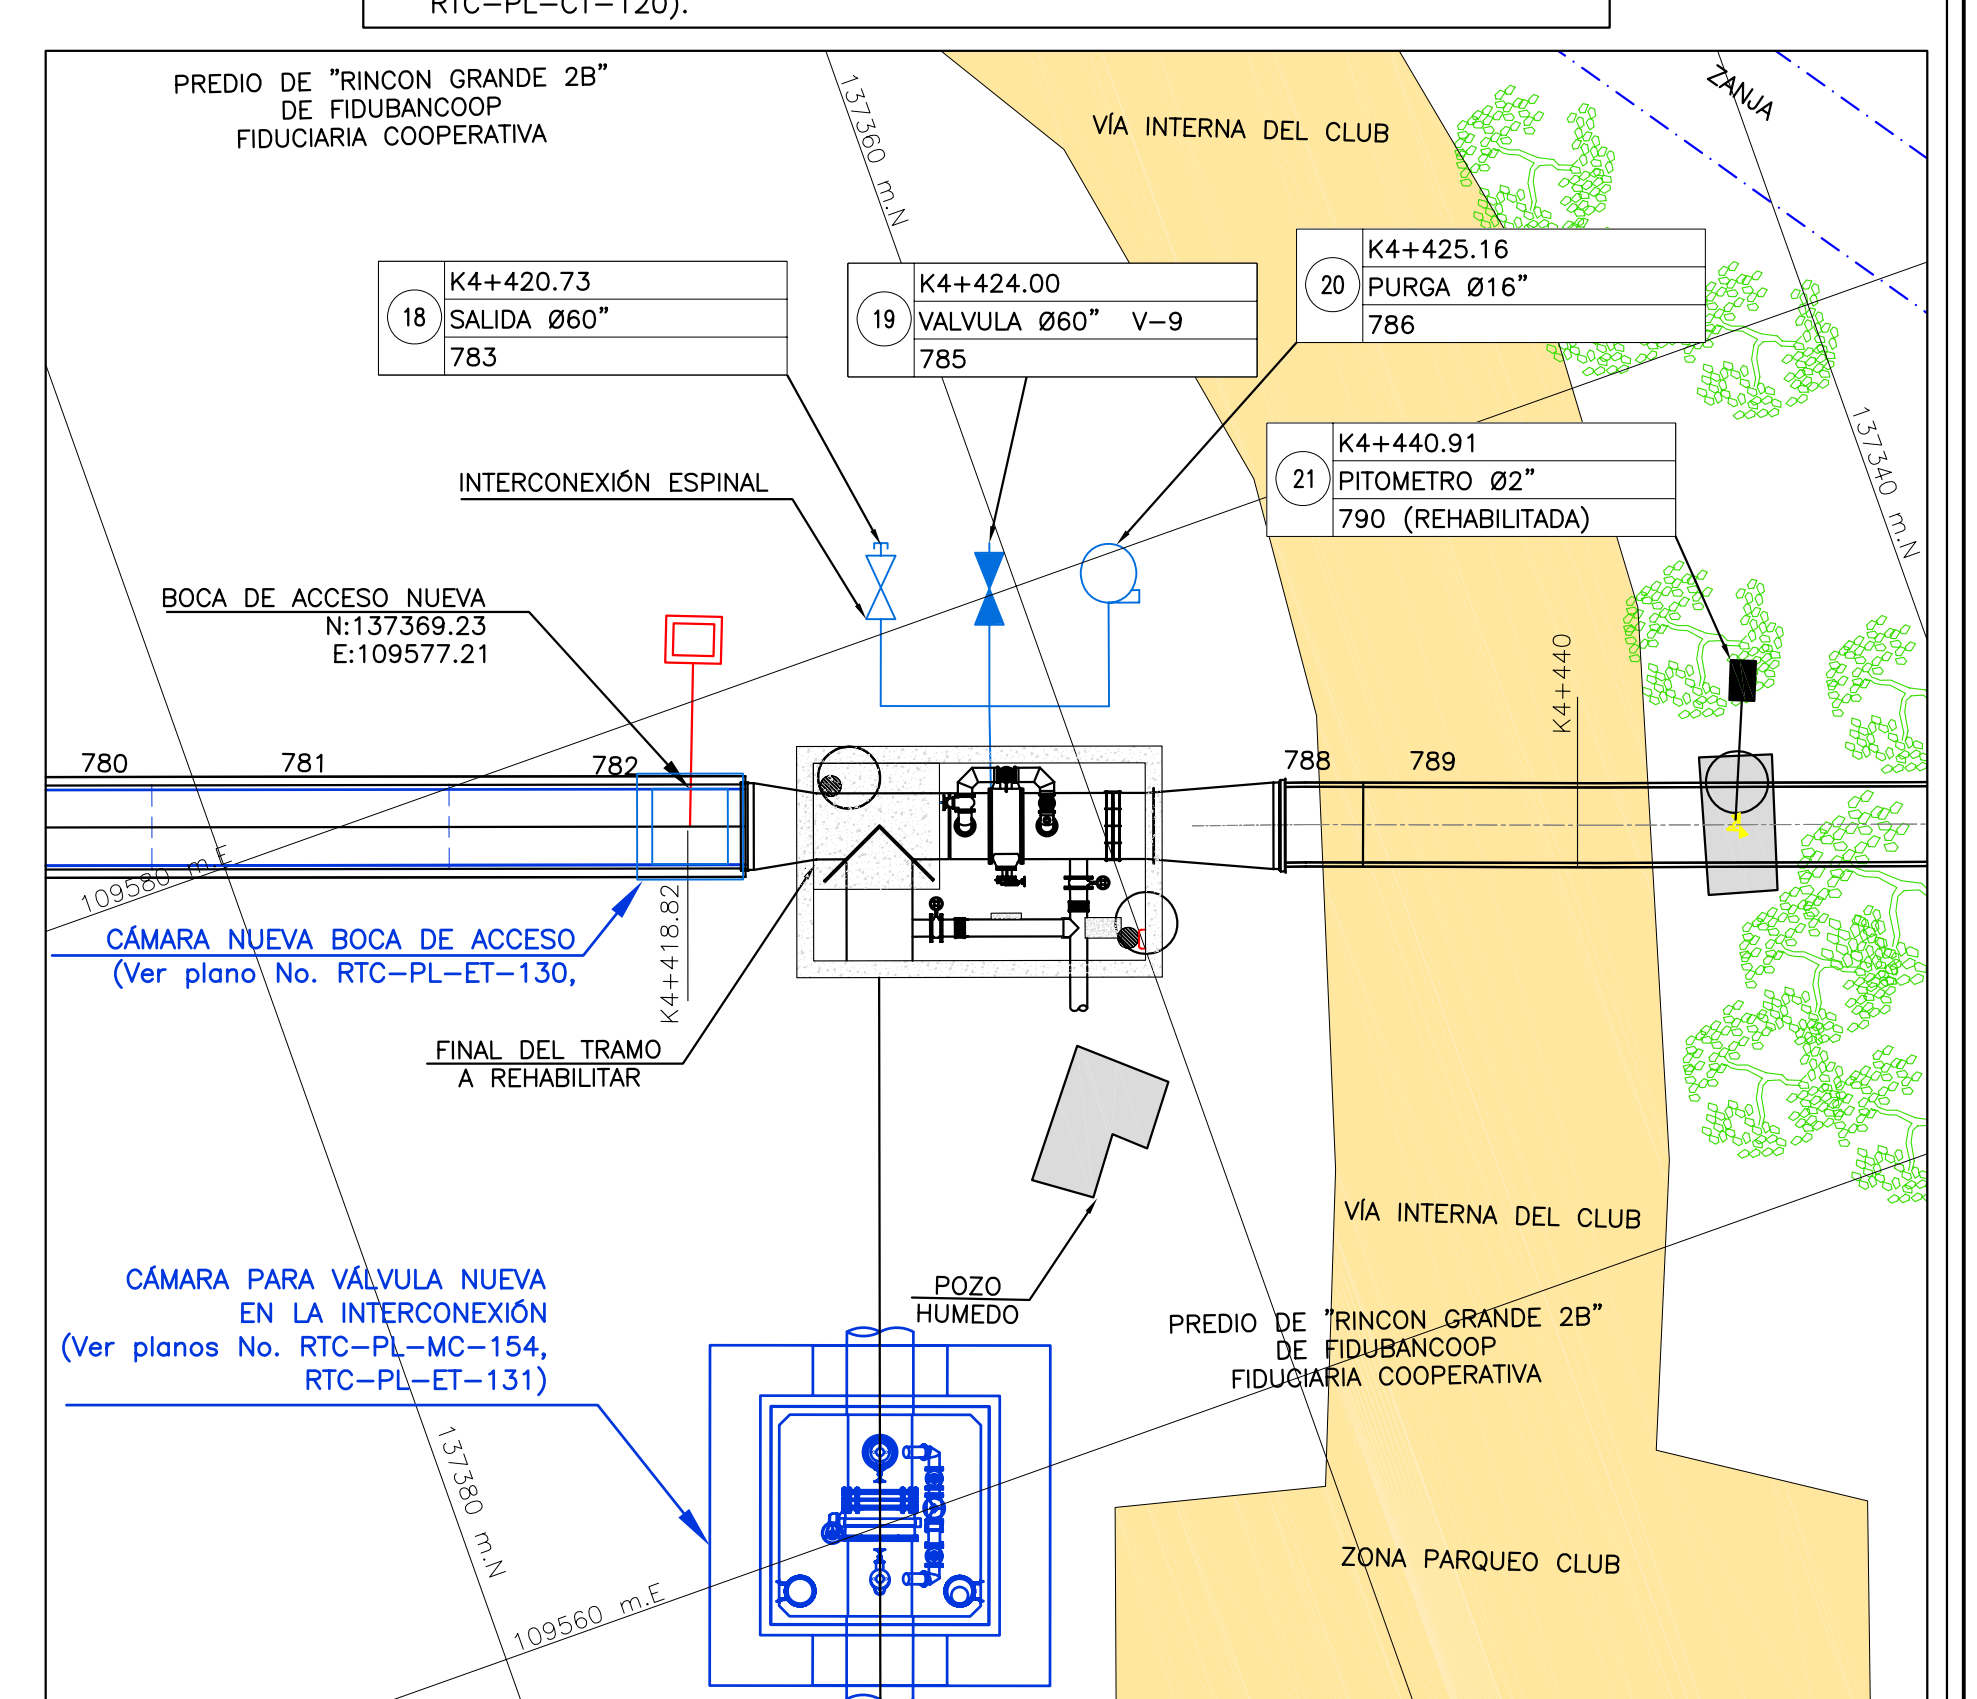 RTC-PL-CT-120).
PREDIO DE "RINCON GRANDE 2B"
DE FIDUBANCOOP
FIDUCIARIA COOPERATIVA
137360 m.N
VÍA INTERNA DEL CLUB
ZANJA
18
K4+420.73
SALIDA Ø60"
783
19
K4+424.00
VALVULA Ø60" V-9
785
20
K4+425.16
PURGA Ø16"
786
21
K4+440.91
PITOMETRO Ø2"
790 (REHABILITADA)
137340 m.N
INTERCONEXIÓN ESPINAL
BOCA DE ACCESO NUEVA
N:137369.23
E:109577.21
K4+440
780
781
782
788
789
109580 m.E
K4+418.82
CÁMARA NUEVA BOCA DE ACCESO
(Ver plano No. RTC-PL-ET-130,
FINAL DEL TRAMO
A REHABILITAR
VÍA INTERNA DEL CLUB
POZO
HUMEDO
CÁMARA PARA VÁLVULA NUEVA
EN LA INTERCONEXIÓN
(Ver planos No. RTC-PL-MC-154,
RTC-PL-ET-131)
PREDIO DE "RINCON GRANDE 2B"
DE FIDUBANCOOP
FIDUCIARIA COOPERATIVA
137380 m.N
109560 m.E
ZONA PARQUEO CLUB